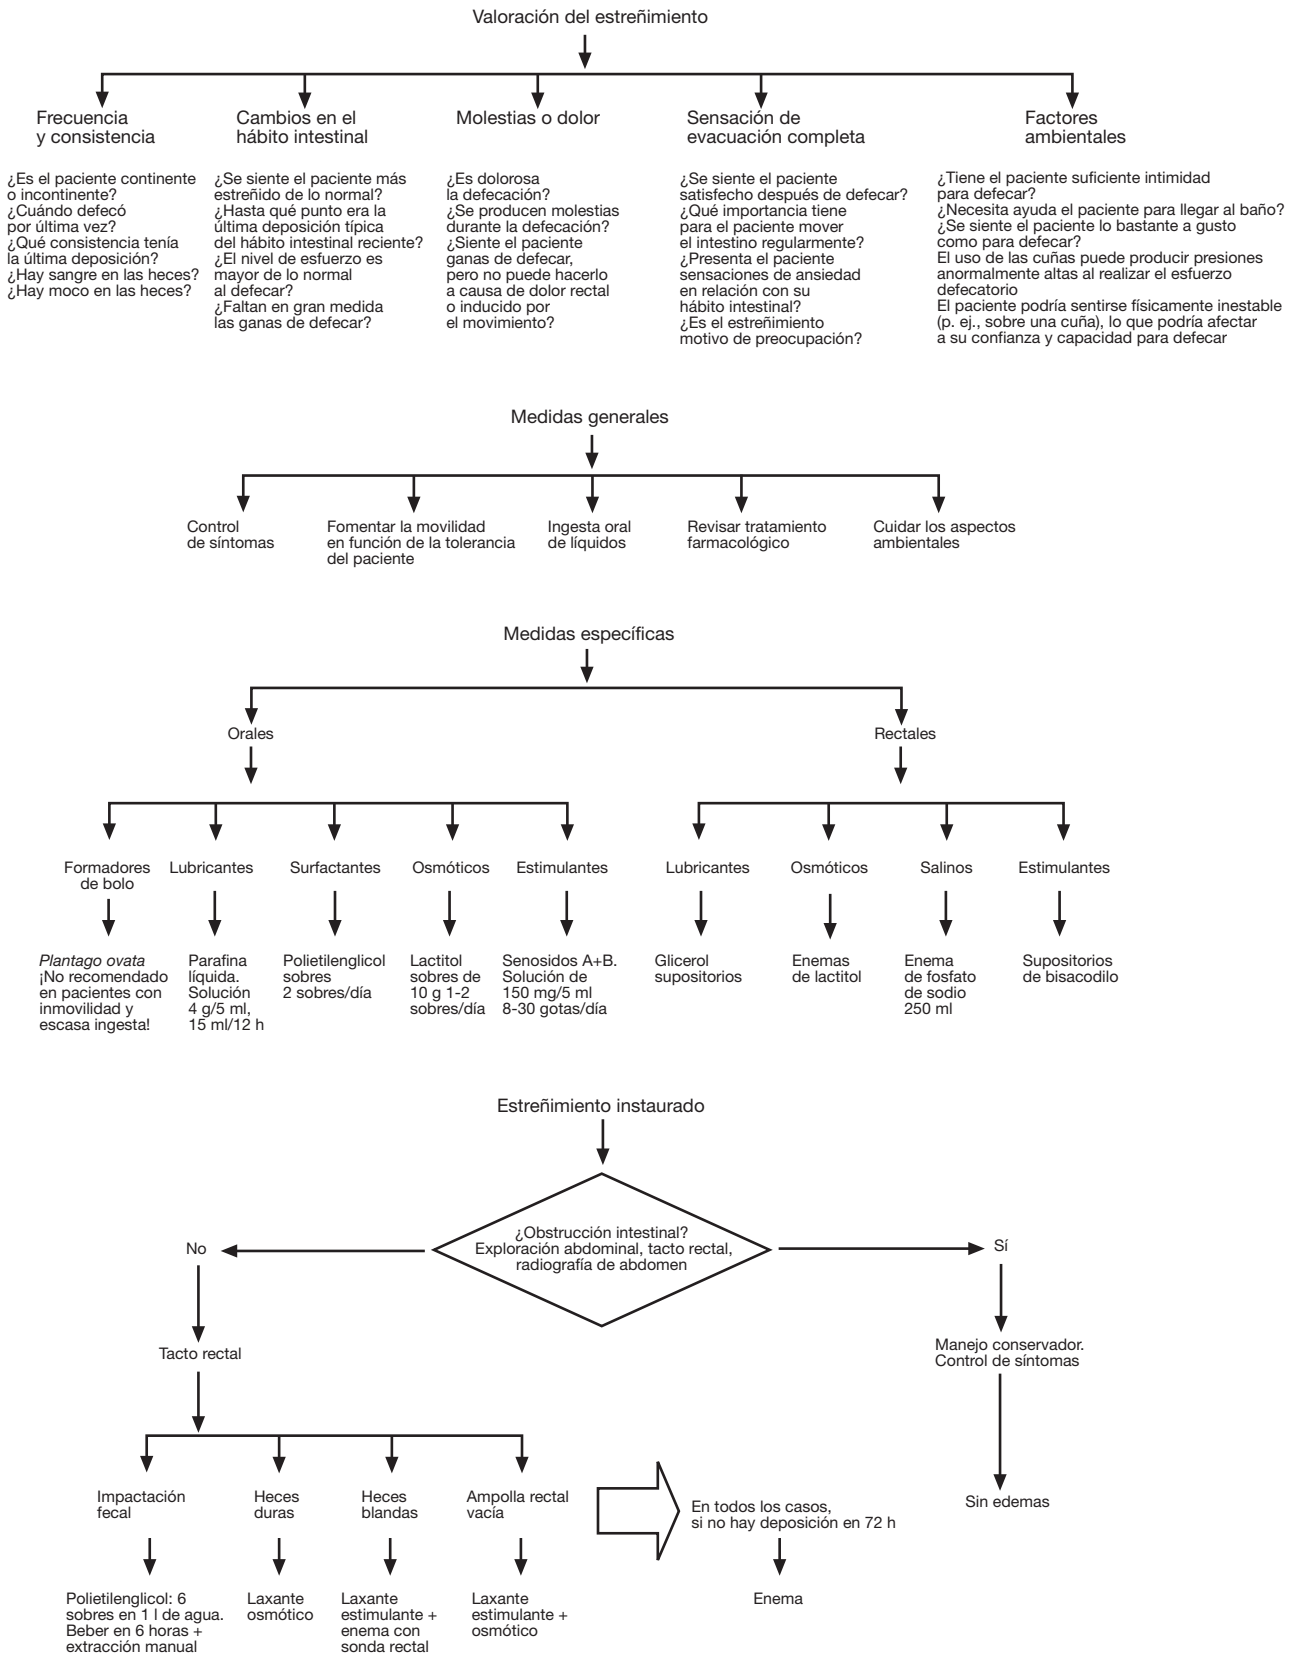 Valoración del estreñimiento
Frecuencia
y consistencia
¿Es el paciente continente
o incontinente?
¿Cuándo defecó
por última vez?
¿Qué consistencia tenía
la última deposición?
¿Hay sangre en las heces?
¿Hay moco en las heces?
Cambios en el
hábito intestinal
¿Se siente el paciente más
estreñido de lo normal?
¿Hasta qué punto era la
última deposición típica
del hábito intestinal reciente?
¿El nivel de esfuerzo es
mayor de lo normal
al defecar?
¿Faltan en gran medida
las ganas de defecar?
Molestias o dolor
¿Es dolorosa
la defecación?
¿Se producen molestias
durante la defecación?
¿Siente el paciente
ganas de defecar,
pero no puede hacerlo
a causa de dolor rectal
o inducido por
el movimiento?
Sensación de
evacuación completa
¿Se siente el paciente
satisfecho después de defecar?
¿Qué importancia tiene
para el paciente mover
el intestino regularmente?
¿Presenta el paciente
sensaciones de ansiedad
en relación con su
hábito intestinal?
¿Es el estreñimiento
motivo de preocupación?
Factores
ambientales
¿Tiene el paciente suficiente intimidad
para defecar?
¿Necesita ayuda el paciente para llegar al baño?
¿Se siente el paciente lo bastante a gusto
como para defecar?
El uso de las cuñas puede producir presiones
anormalmente altas al realizar el esfuerzo
defecatorio
El paciente podría sentirse físicamente inestable
(p. ej., sobre una cuña), lo que podría afectar
a su confianza y capacidad para defecar
Medidas generales
Control
de síntomas
Fomentar la movilidad
en función de la tolerancia
del paciente
Ingesta oral
de líquidos
Revisar tratamiento
farmacológico
Cuidar los aspectos
ambientales
Medidas específicas
Orales
Rectales
Formadores
de bolo
Lubricantes
Surfactantes
Osmóticos
Estimulantes
Lubricantes
Osmóticos
Salinos
Estimulantes
Plantago ovata
¡No recomendado
en pacientes con
inmovilidad y
escasa ingesta!
Parafina
líquida.
Solución
4 g/5 ml,
15 ml/12 h
Polietilenglicol
sobres
2 sobres/día
Lactitol
sobres de
10 g 1-2
sobres/día
Senosidos A+B.
Solución de
150 mg/5 ml
8-30 gotas/día
Glicerol
supositorios
Enemas
de lactitol
Enema
de fosfato
de sodio
250 ml
Supositorios
de bisacodilo
Estreñimiento instaurado
¿Obstrucción intestinal?
Exploración abdominal, tacto rectal,
radiografía de abdomen
No
Sí
Tacto rectal
Manejo conservador.
Control de síntomas
Sin edemas
Impactación
fecal
Heces
duras
Heces
blandas
Ampolla rectal
vacía
En todos los casos,
si no hay deposición en 72 h
Polietilenglicol: 6
sobres en 1 l de agua.
Beber en 6 horas +
extracción manual
Laxante
osmótico
Laxante
estimulante +
enema con
sonda rectal
Laxante
estimulante +
osmótico
Enema